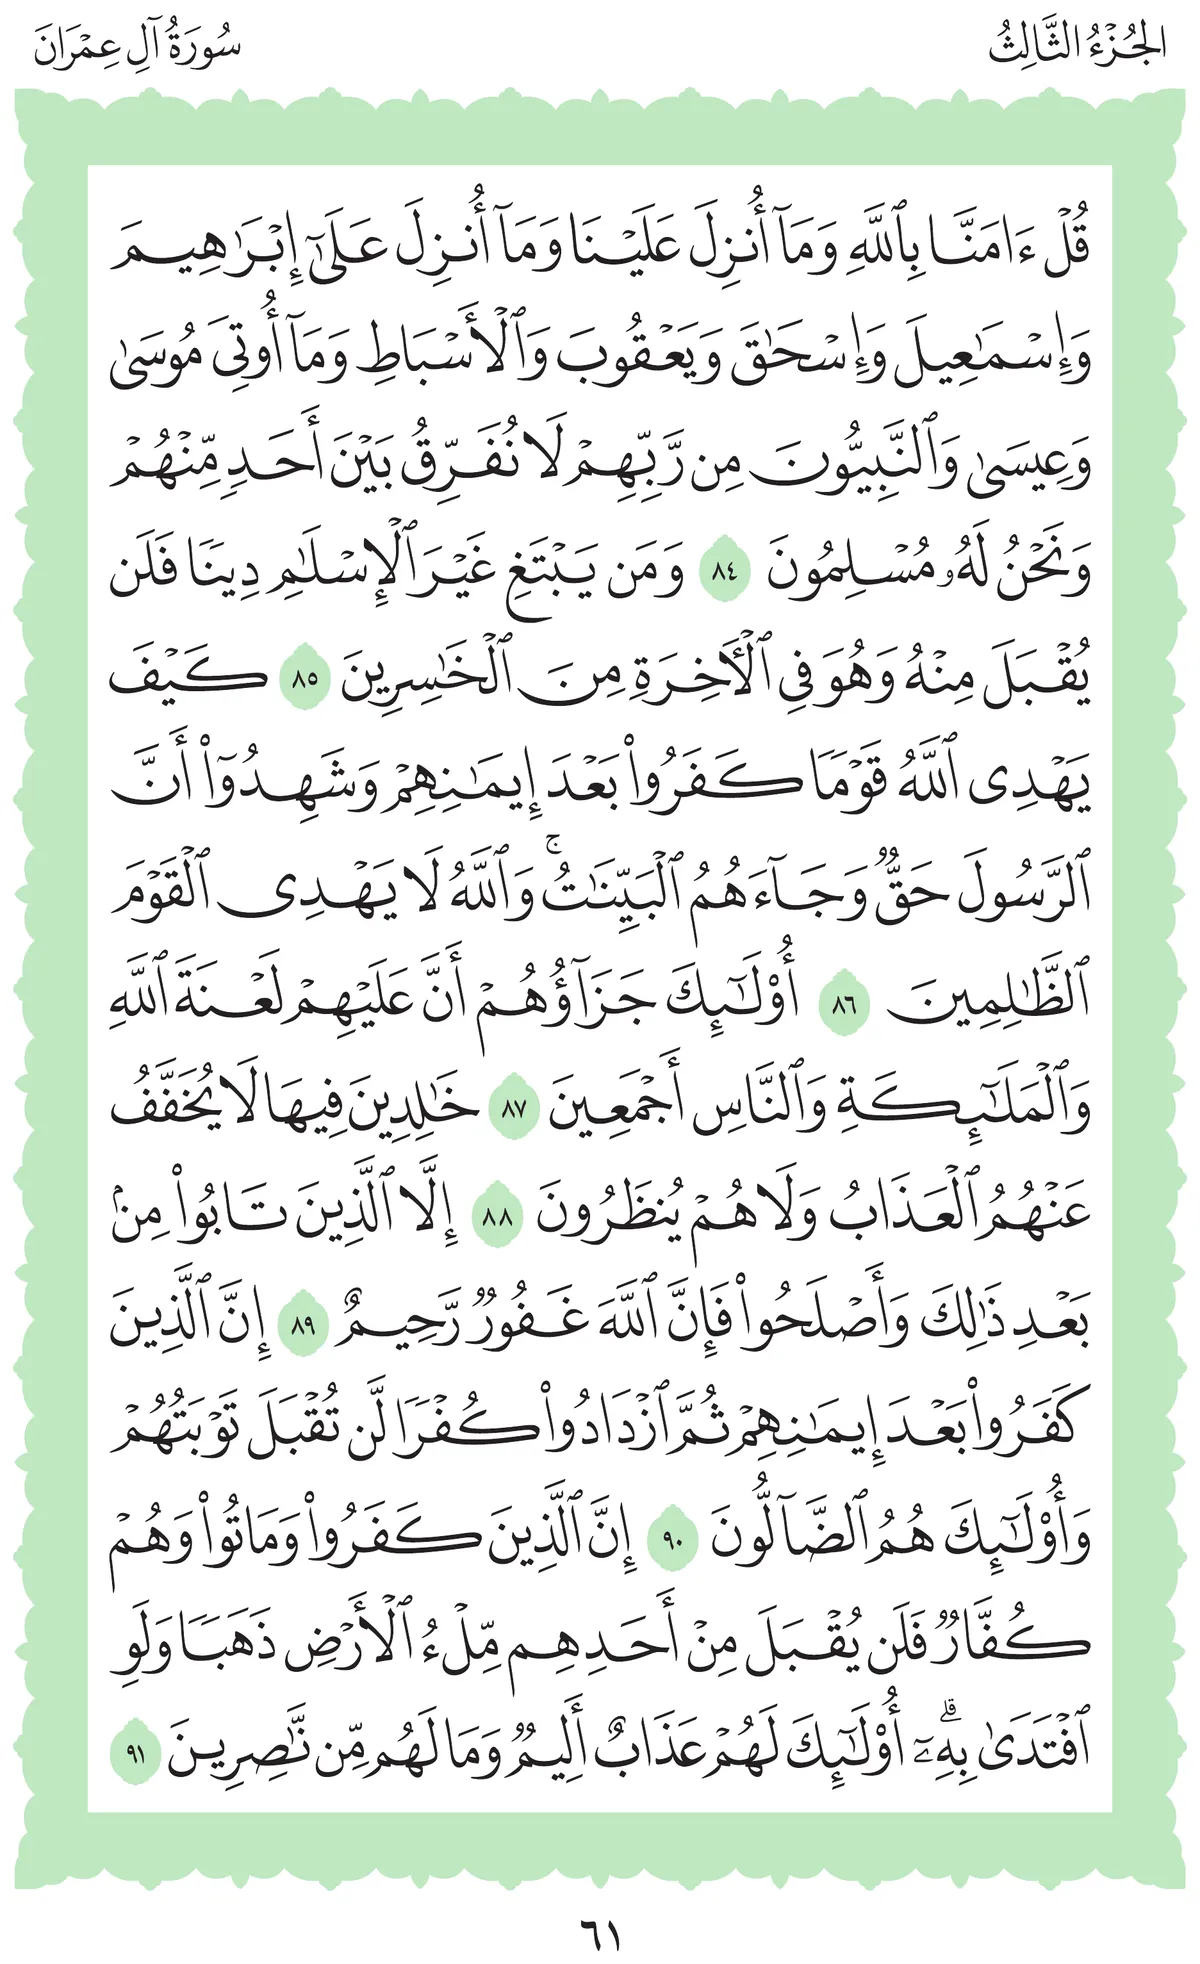 الجُزْءُ الثَّالِثُ
سُورَةُ آلِ عِمْرَانَ
قُلْ ءَامَنَّا بِٱللَّهِ وَمَآ أُنزِلَ عَلَيْنَا وَمَآ أُنزِلَ عَلَىٰٓ إِبْرَٰهِيمَ
وَإِسْمَٰعِيلَ وَإِسْحَٰقَ وَيَعْقُوبَ وَٱلْأَسْبَاطِ وَمَآ أُوتِىَ مُوسَىٰ
وَعِيسَىٰ وَٱلنَّبِيُّونَ مِن رَّبِّهِمْ لَا نُفَرِّقُ بَيْنَ أَحَدٍ مِّنْهُمْ
وَنَحْنُ لَهُۥ مُسْلِمُونَ ٨٤ وَمَن يَبْتَغِ غَيْرَ ٱلْإِسْلَٰمِ دِينًا فَلَن
يُقْبَلَ مِنْهُ وَهُوَ فِى ٱلْأَخِرَةِ مِنَ ٱلْخَٰسِرِينَ ٨٥ كَيْفَ
يَهْدِى ٱللَّهُ قَوْمًا كَفَرُوا۟ بَعْدَ إِيمَٰنِهِمْ وَشَهِدُوٓا۟ أَنَّ
ٱلرَّسُولَ حَقٌّ وَجَآءَهُمُ ٱلْبَيِّنَٰتُ ۚ وَٱللَّهُ لَا يَهْدِى ٱلْقَوْمَ
ٱلظَّٰلِمِينَ ٨٦ أُو۟لَٰٓئِكَ جَزَآؤُهُمْ أَنَّ عَلَيْهِمْ لَعْنَةَ ٱللَّهِ
وَٱلْمَلَٰٓئِكَةِ وَٱلنَّاسِ أَجْمَعِينَ ٨٧ خَٰلِدِينَ فِيهَا لَا يُخَفَّفُ
عَنْهُمُ ٱلْعَذَابُ وَلَا هُمْ يُنظَرُونَ ٨٨ إِلَّا ٱلَّذِينَ تَابُوا۟ مِنۢ
بَعْدِ ذَٰلِكَ وَأَصْلَحُوا۟ فَإِنَّ ٱللَّهَ غَفُورٌ رَّحِيمٌ ٨٩ إِنَّ ٱلَّذِينَ
كَفَرُوا۟ بَعْدَ إِيمَٰنِهِمْ ثُمَّ ٱزْدَادُوا۟ كُفْرًا لَّن تُقْبَلَ تَوْبَتُهُمْ
وَأُو۟لَٰٓئِكَ هُمُ ٱلضَّآلُّونَ ٩٠ إِنَّ ٱلَّذِينَ كَفَرُوا۟ وَمَاتُوا۟ وَهُمْ
كُفَّارٌ فَلَن يُقْبَلَ مِنْ أَحَدِهِم مِّلْءُ ٱلْأَرْضِ ذَهَبًا وَلَوِ
ٱفْتَدَىٰ بِهِۦٓ ۗ أُو۟لَٰٓئِكَ لَهُمْ عَذَابٌ أَلِيمٌ وَمَا لَهُم مِّن نَّٰصِرِينَ ٩١
٦١